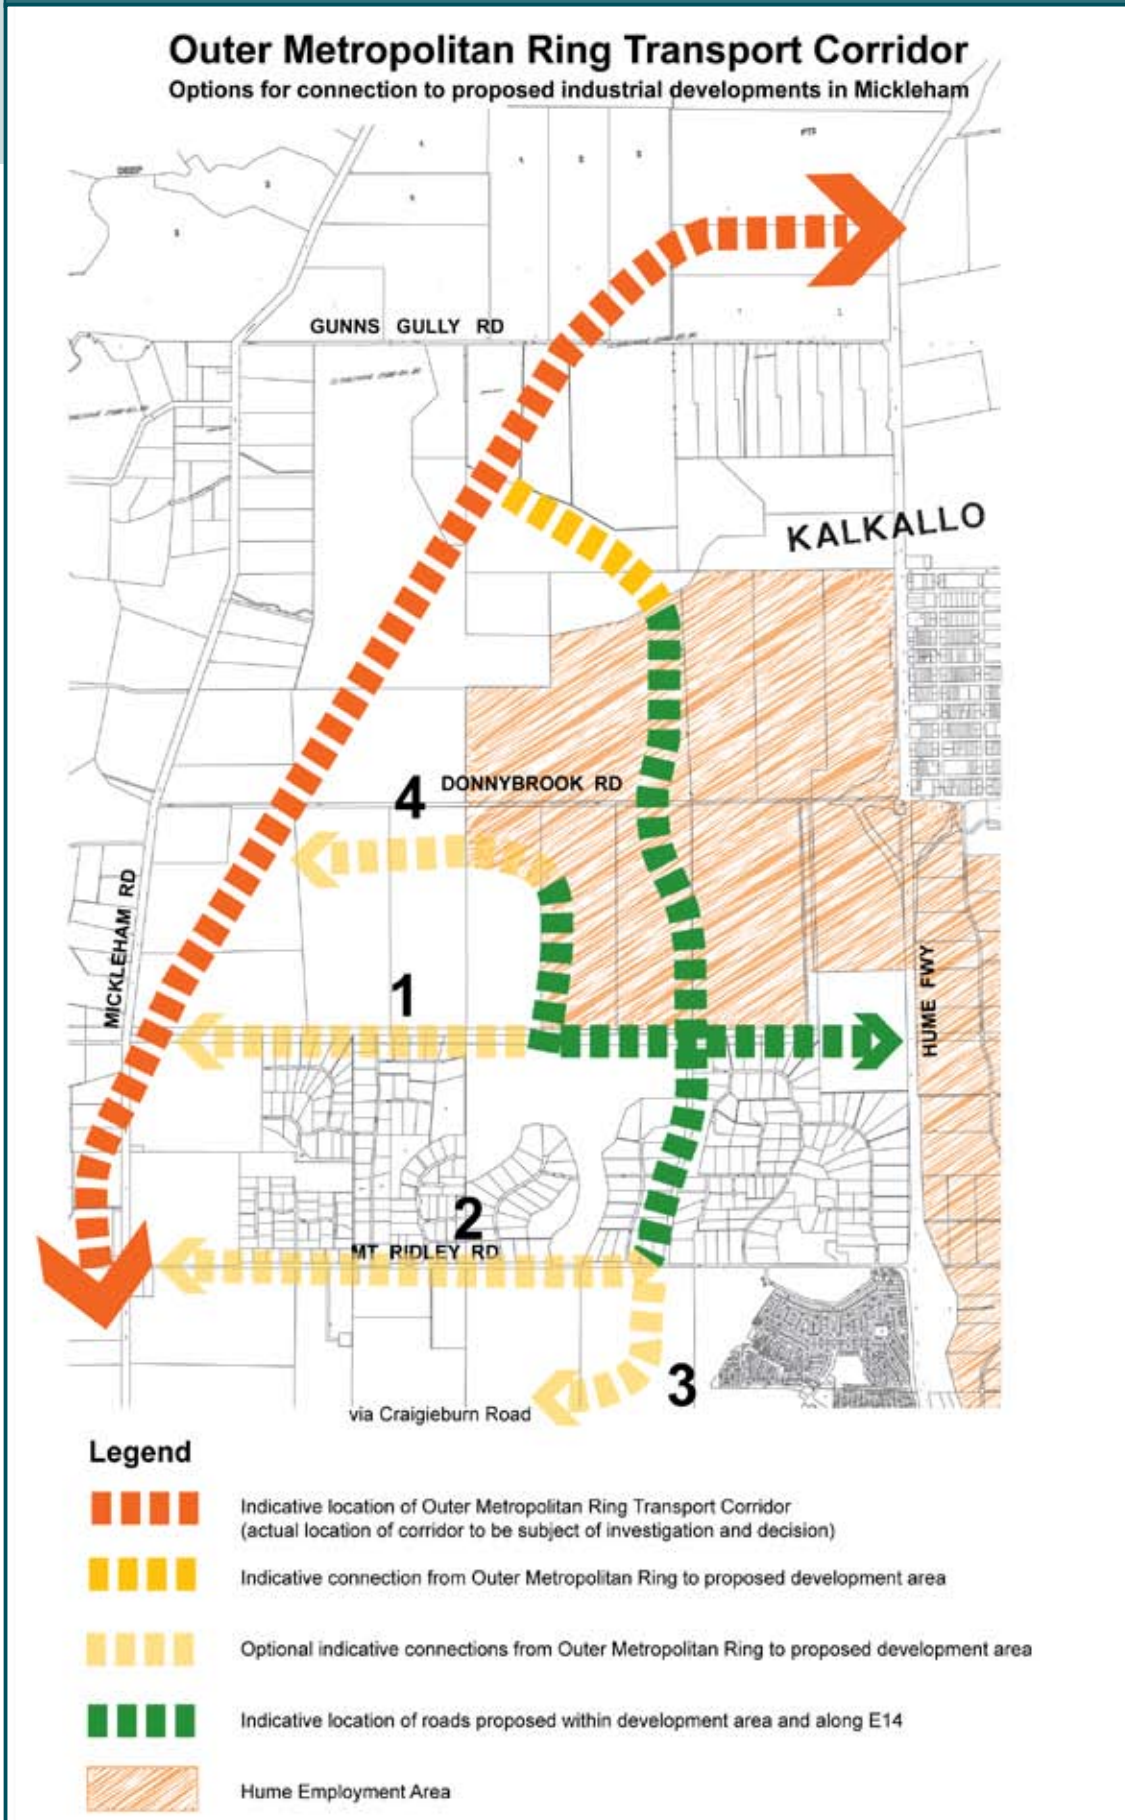 Outer Metropolitan Ring Transport Corridor
Options for connection to proposed industrial developments in Mickleham
GUNNS GULLY RD
KALKALLO
4
DONNYBROOK RD
MICKLEHAM RD
1
HUME FWY
2
MT RIDLEY RD
3
via Craigieburn Road
Legend
Indicative location of Outer Metropolitan Ring Transport Corridor
(actual location of corridor to be subject of investigation and decision)
Indicative connection from Outer Metropolitan Ring to proposed development area
Optional indicative connections from Outer Metropolitan Ring to proposed development area
Indicative location of roads proposed within development area and along E14
Hume Employment Area